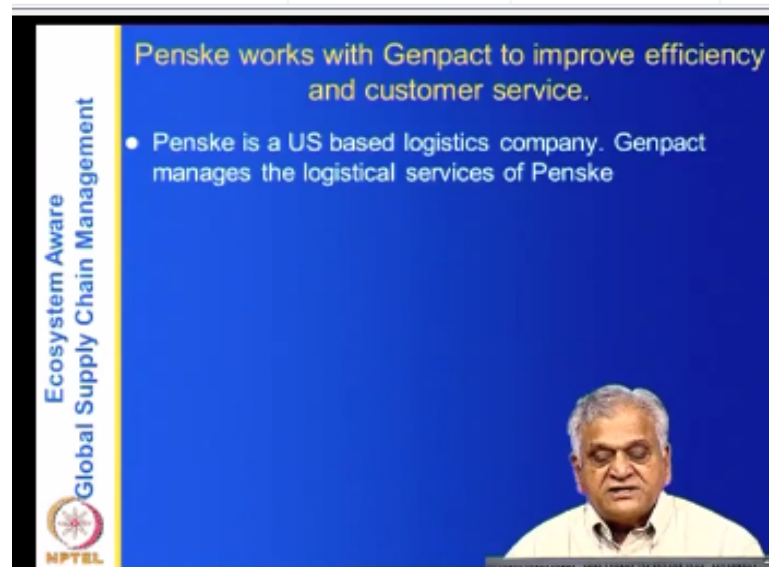 Penske works with Genpact to improve efficiency
and customer service.
● Penske is a US based logistics company. Genpact
manages the logistical services of Penske
Ecosystem Aware
Global Supply Chain Management
NPTEL